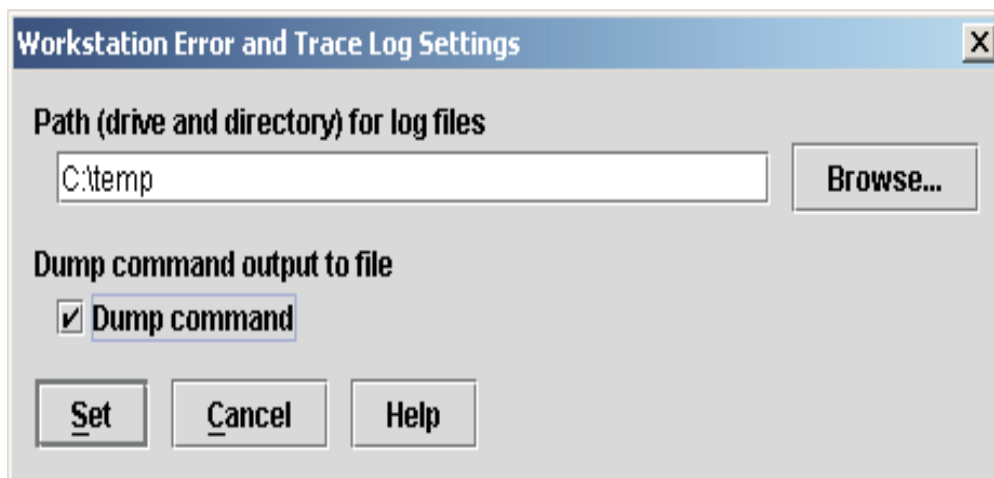 Workstation Error and Trace Log Settings
Path (drive and directory) for log files
C:\temp
Browse...
Dump command output to file
Dump command
Set Cancel Help